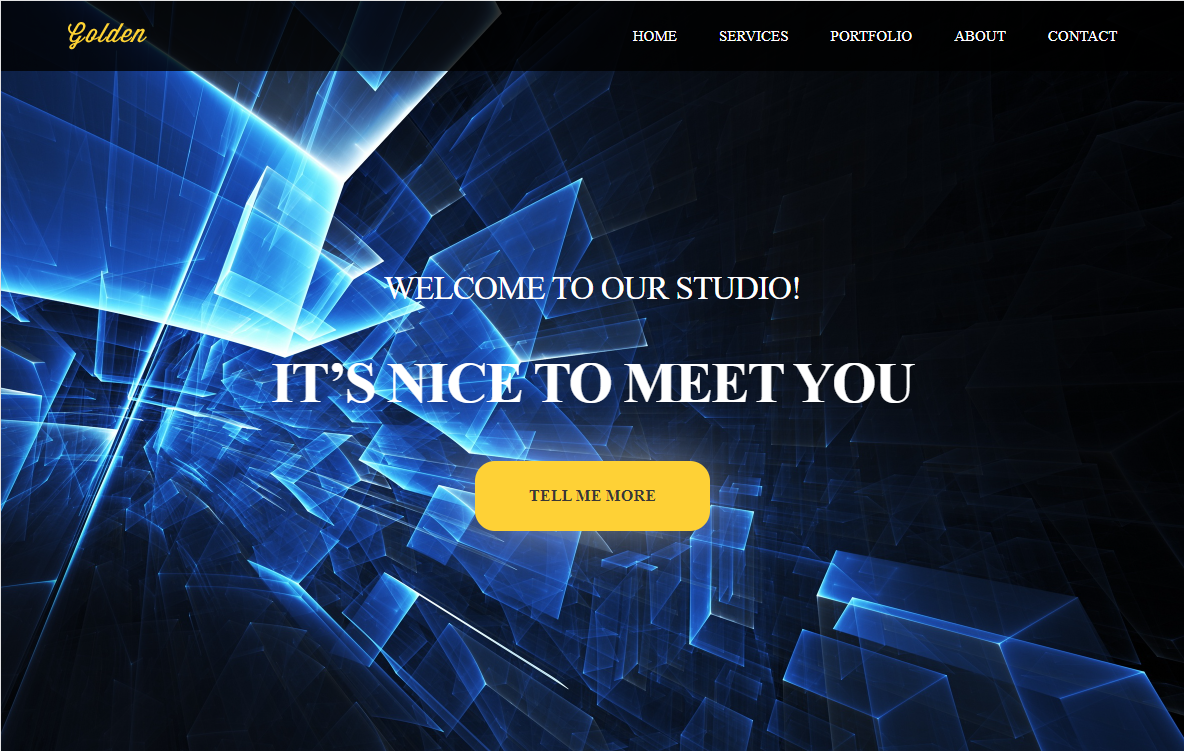 Golden
HOME SERVICES PORTFOLIO ABOUT CONTACT
WELCOME TO OUR STUDIO!
IT’S NICE TO MEET YOU
TELL ME MORE